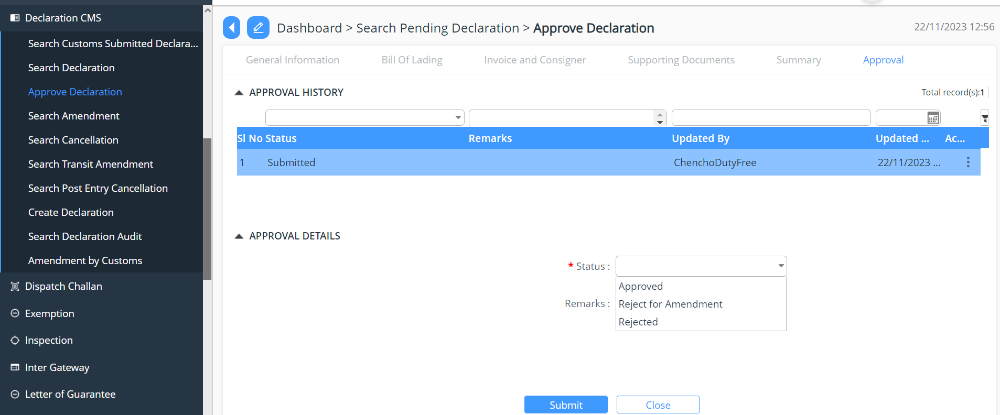 Declaration CMS
Search Customs Submitted Declara...
Search Declaration
Approve Declaration
Search Amendment
Search Cancellation
Search Transit Amendment
Search Post Entry Cancellation
Create Declaration
Search Declaration Audit
Amendment by Customs
Dispatch Challan
Exemption
Inspection
Inter Gateway
Letter of Guarantee
Dashboard > Search Pending Declaration > Approve Declaration
22/11/2023 12:56
General Information Bill Of Lading Invoice and Consigner Supporting Documents Summary Approval
APPROVAL HISTORY
Total record(s):1
Sl No Status Remarks Updated By Updated ... Ac...
1 Submitted ChenchoDutyFree 22/11/2023 ...
APPROVAL DETAILS
* Status :
Approved
Remarks : Reject for Amendment
Rejected
Submit Close